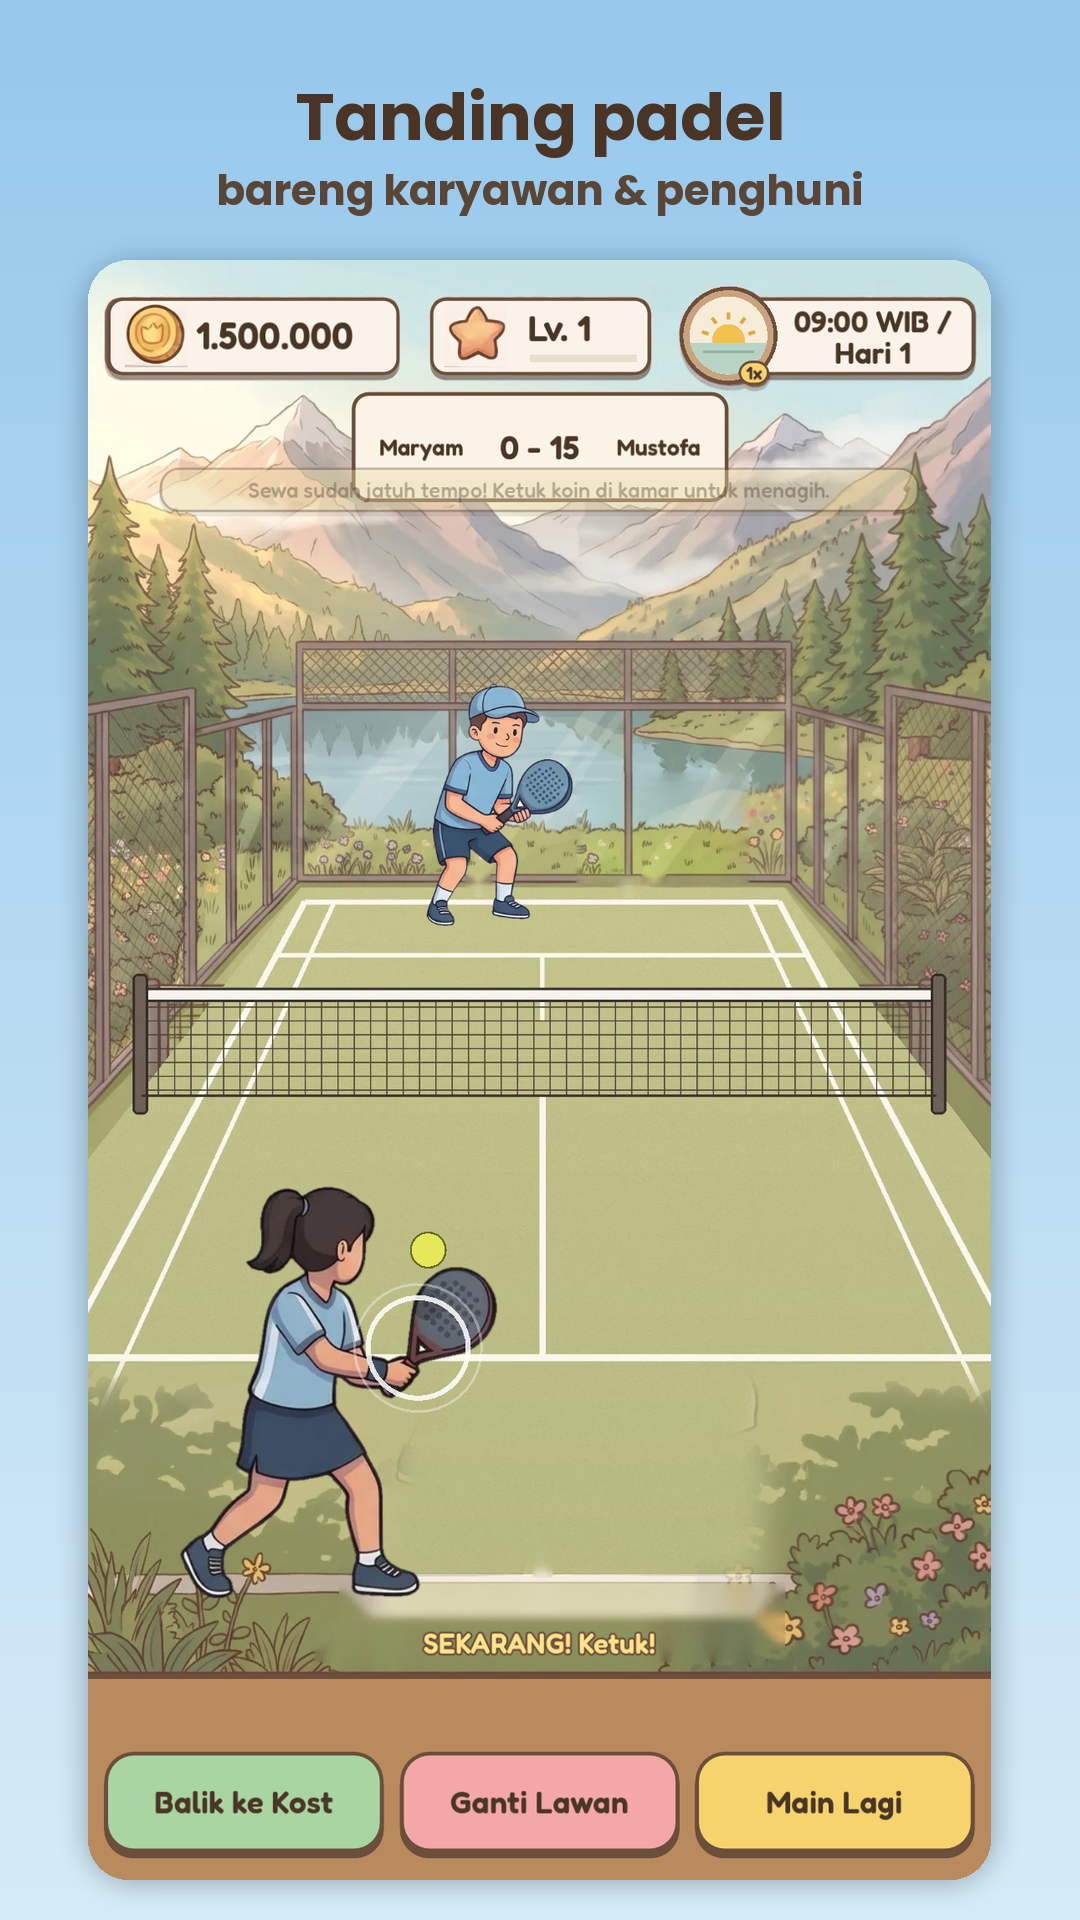 Tanding padel
bareng karyawan & penghuni
1.500.000
Lv. 1
09:00 WIB /
Hari 1
1x
Maryam 0 - 15 Mustofa
Sewa sudah jatuh tempo! Ketuk koin di kamar untuk menagih.
SEKARANG! Ketuk!
Balik ke Kost
Ganti Lawan
Main Lagi